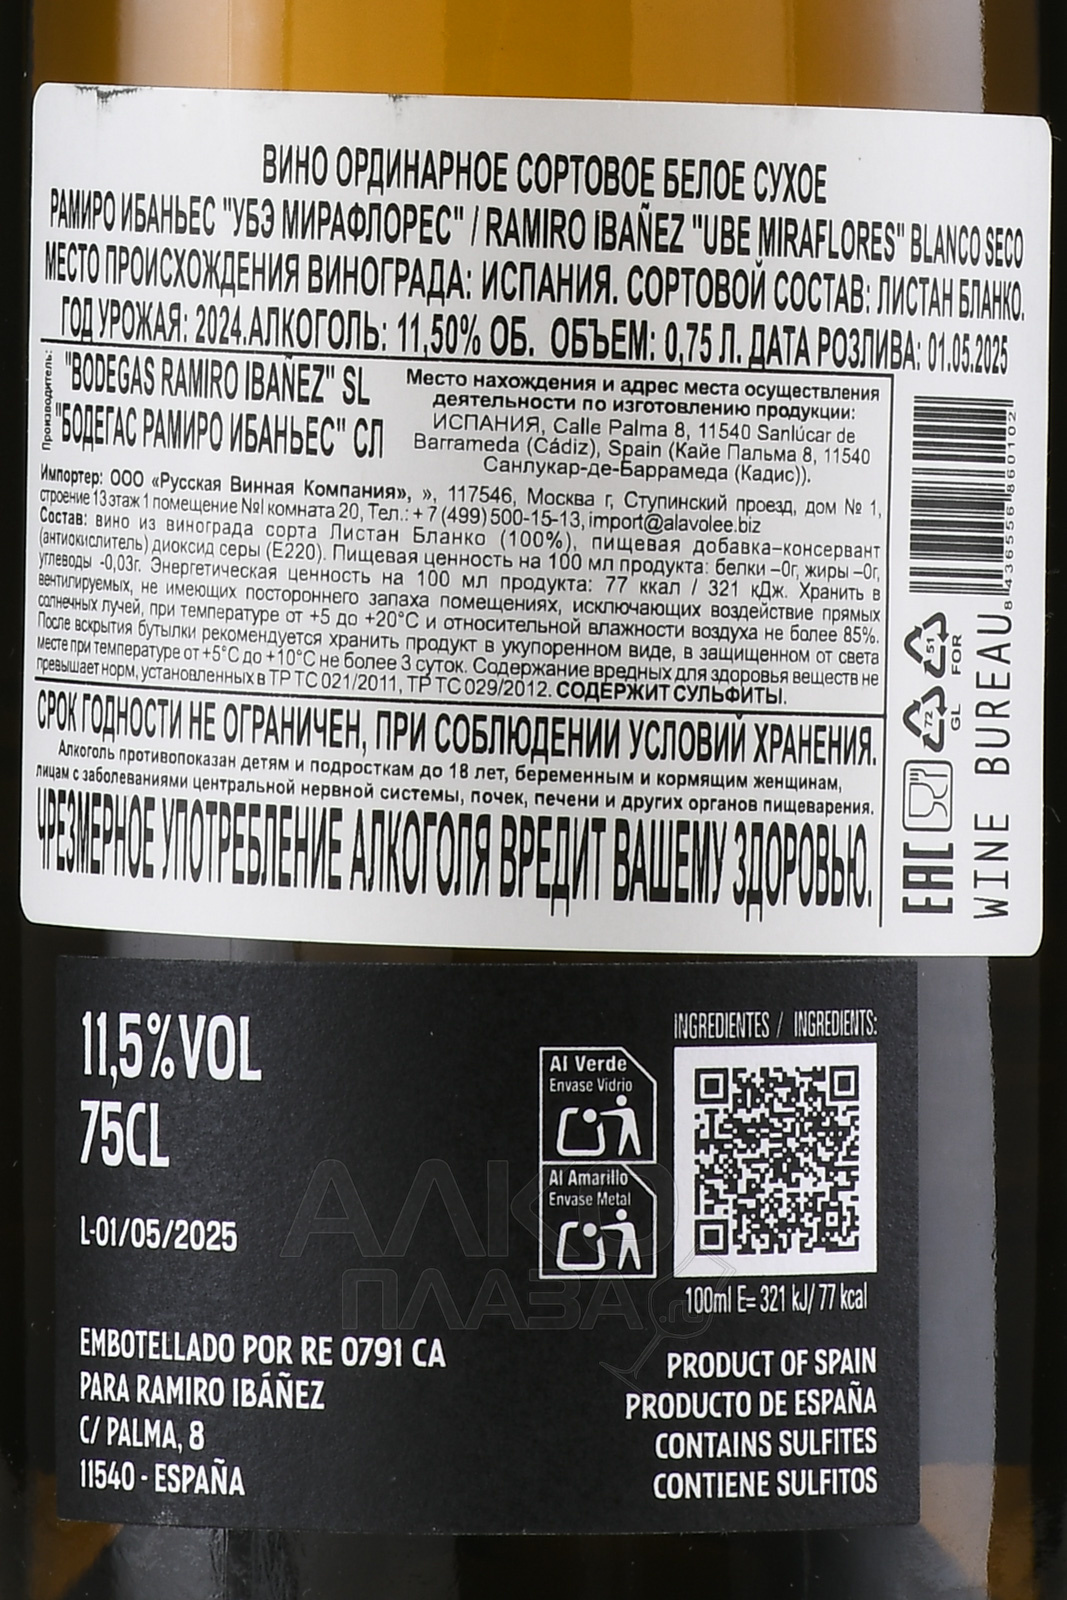 ВИНО ОРДИНАРНОЕ СОРТОВОЕ БЕЛОЕ СУХОЕ
РАМИРО ИБАНЬЕС "УБЭ МИРАФЛОРЕС" / RAMIRO IBAÑEZ "UBE MIRAFLORES" BLANCO SECO
МЕСТО ПРОИСХОЖДЕНИЯ ВИНОГРАДА: ИСПАНИЯ. СОРТОВОЙ СОСТАВ: ЛИСТАН БЛАНКО.
ГОД УРОЖАЯ: 2024.АЛКОГОЛЬ: 11,50% ОБ. ОБЪЕМ: 0,75 Л. ДАТА РОЗЛИВА: 01.05.2025
Производитель:
"BODEGAS RAMIRO IBAÑEZ" SL
"БОДЕГАС РАМИРО ИБАНЬЕС" СЛ
Место нахождения и адрес места осуществления
деятельности по изготовлению продукции:
ИСПАНИЯ, Calle Palma 8, 11540 Sanlúcar de
Barrameda (Cádiz), Spain (Кайе Пальма 8, 11540
Санлукар-де-Баррамеда (Кадис)).
Импортер: ООО «Русская Винная Компания», », 117546, Москва г, Ступинский проезд, дом № 1,
строение 13 этаж 1 помещение №I комната 20, Тел.: + 7 (499) 500-15-13, import@alavolee.biz
Состав: вино из винограда сорта Листан Бланко (100%), пищевая добавка–консервант
(антиокислитель) диоксид серы (Е220). Пищевая ценность на 100 мл продукта: белки –0г, жиры –0г,
углеводы -0,03г. Энергетическая ценность на 100 мл продукта: 77 ккал / 321 кДж. Хранить в
вентилируемых, не имеющих постороннего запаха помещениях, исключающих воздействие прямых
солнечных лучей, при температуре от +5 до +20°С и относительной влажности воздуха не более 85%.
После вскрытия бутылки рекомендуется хранить продукт в укупоренном виде, в защищенном от света
месте при температуре от +5°С до +10°С не более 3 суток. Содержание вредных для здоровья веществ не
превышает норм, установленных в ТР ТС 021/2011, ТР ТС 029/2012. СОДЕРЖИТ СУЛЬФИТЫ.
СРОК ГОДНОСТИ НЕ ОГРАНИЧЕН, ПРИ СОБЛЮДЕНИИ УСЛОВИЙ ХРАНЕНИЯ.
Алкоголь противопоказан детям и подросткам до 18 лет, беременным и кормящим женщинам,
лицам с заболеваниями центральной нервной системы, почек, печени и других органов пищеварения.
ЧРЕЗМЕРНОЕ УПОТРЕБЛЕНИЕ АЛКОГОЛЯ ВРЕДИТ ВАШЕМУ ЗДОРОВЬЮ.
8 436556 860102
51
FOR
72
GL
EAC
WINE BUREAU
11,5%VOL
75CL
L-01/05/2025
EMBOTELLADO POR RE 0791 CA
PARA RAMIRO IBÁÑEZ
C/ PALMA, 8
11540 - ESPAÑA
Al Verde
Envase Vidrio
Al Amarillo
Envase Metal
INGREDIENTES / INGREDIENTS:
100ml E= 321 kJ/ 77 kcal
PRODUCT OF SPAIN
PRODUCTO DE ESPAÑA
CONTAINS SULFITES
CONTIENE SULFITOS
АЛКО
ПЛАЗА.ru